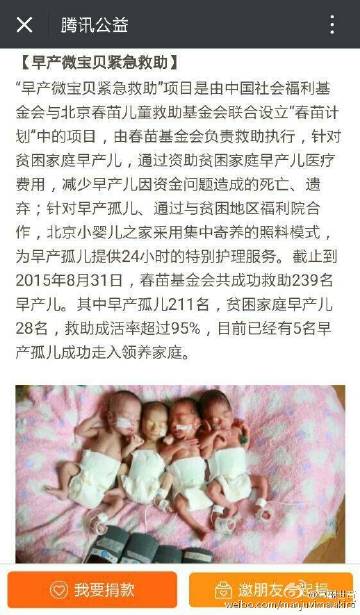 腾讯公益
【早产微宝贝紧急救助】
“早产微宝贝紧急救助”项目是由中国社会福利基
金会与北京春苗儿童救助基金会联合设立“春苗计
划”中的项目，由春苗基金会负责救助执行，针对
贫困家庭早产儿，通过资助贫困家庭早产儿医疗
费用，减少早产儿因资金问题造成的死亡、遗
弃；针对早产孤儿、通过与贫困地区福利院合
作，北京小婴儿之家采用集中寄养的照料模式，
为早产孤儿提供24小时的特别护理服务。截止到
2015年8月31日，春苗基金会共成功救助239名
早产儿。其中早产孤儿211名，贫困家庭早产儿
28名，救助成活率超过95%，目前已经有5名早
产孤儿成功走入领养家庭。
我要捐款
邀朋友一起捐